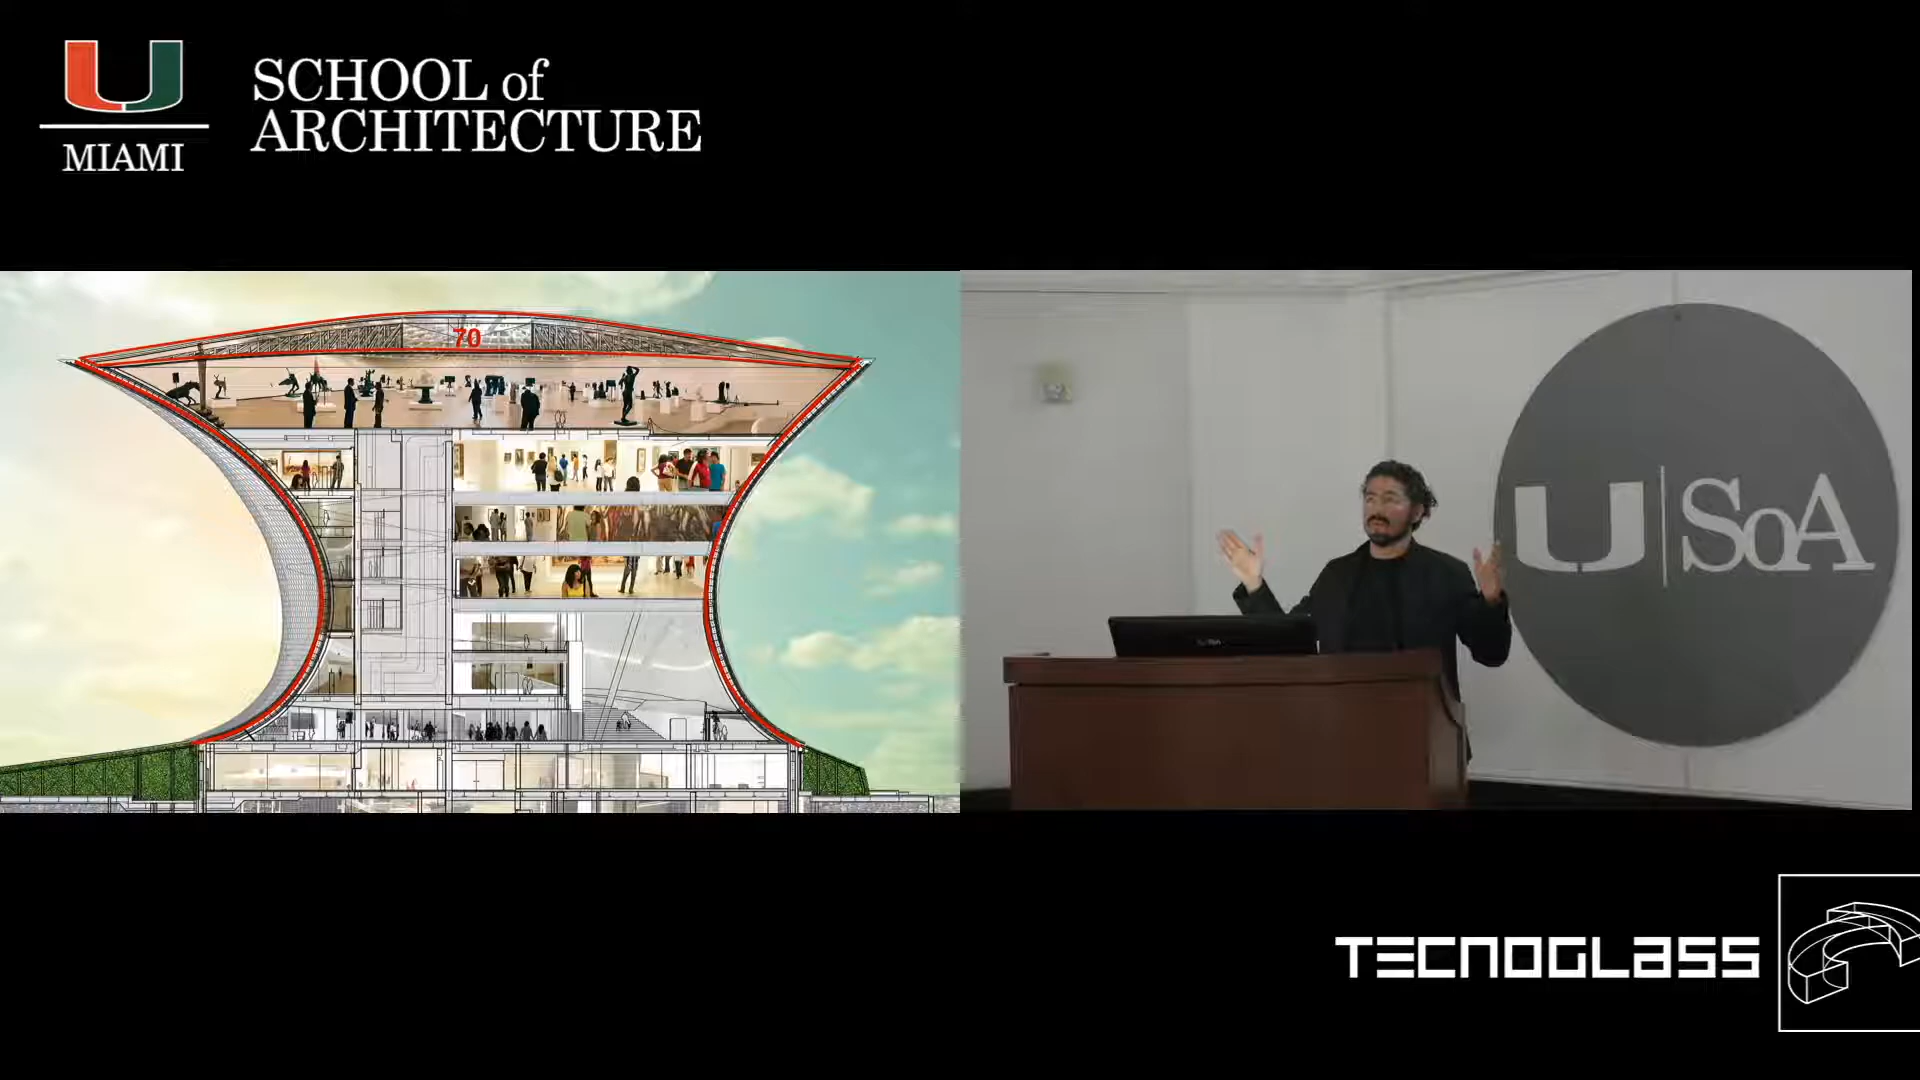 U
MIAMI
SCHOOL of
ARCHITECTURE
70
U | SoA
TECNOGLASS